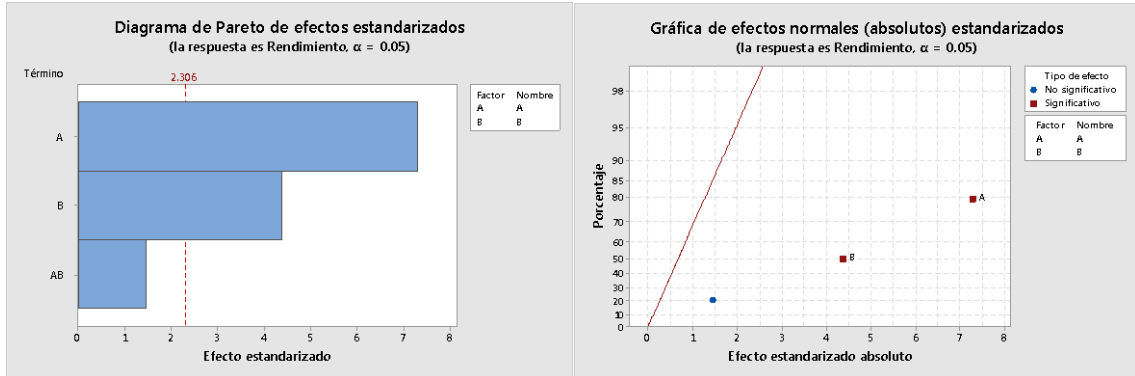 Diagrama de Pareto de efectos estandarizados
(la respuesta es Rendimiento, α = 0.05)
Término
2.306
A
B
AB
0 1 2 3 4 5 6 7 8
Efecto estandarizado
Factor Nombre
A A
B B
Gráfica de efectos normales (absolutos) estandarizados
(la respuesta es Rendimiento, α = 0.05)
Porcentaje
98
95
90
85
80
70
60
50
40
30
20
10
0
A
B
0 1 2 3 4 5 6 7 8
Efecto estandarizado absoluto
Tipo de efecto
No significativo
Significativo
Factor Nombre
A A
B B